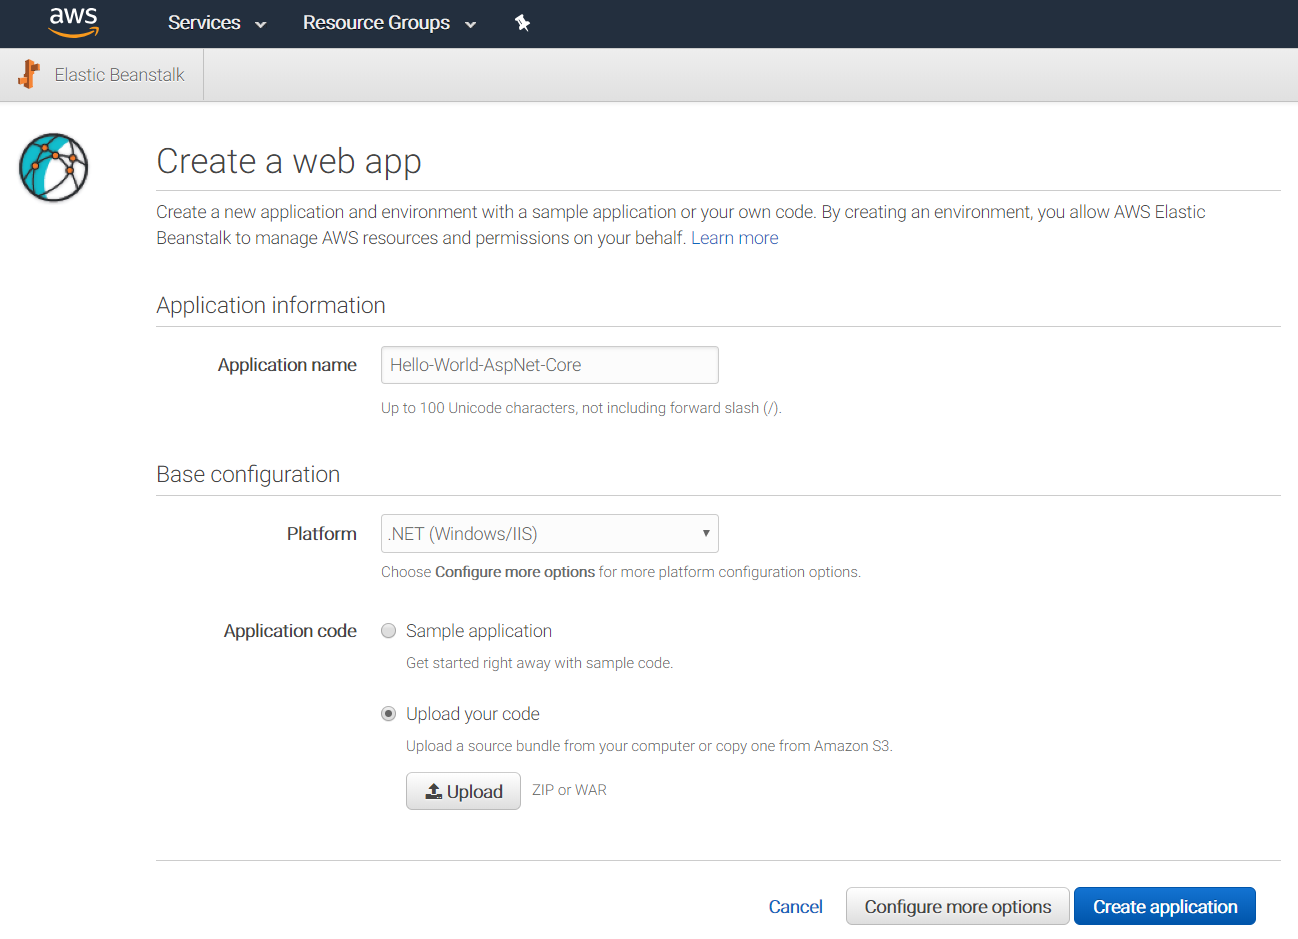 aws
Services
Resource Groups
Elastic Beanstalk
Create a web app
Create a new application and environment with a sample application or your own code. By creating an environment, you allow AWS Elastic
Beanstalk to manage AWS resources and permissions on your behalf. Learn more
Application information
Application name
Hello-World-AspNet-Core
Up to 100 Unicode characters, not including forward slash (/).
Base configuration
Platform
.NET (Windows/IIS)
Choose Configure more options for more platform configuration options.
Application code
Sample application
Get started right away with sample code.
Upload your code
Upload a source bundle from your computer or copy one from Amazon S3.
Upload
ZIP or WAR
Cancel
Configure more options
Create application